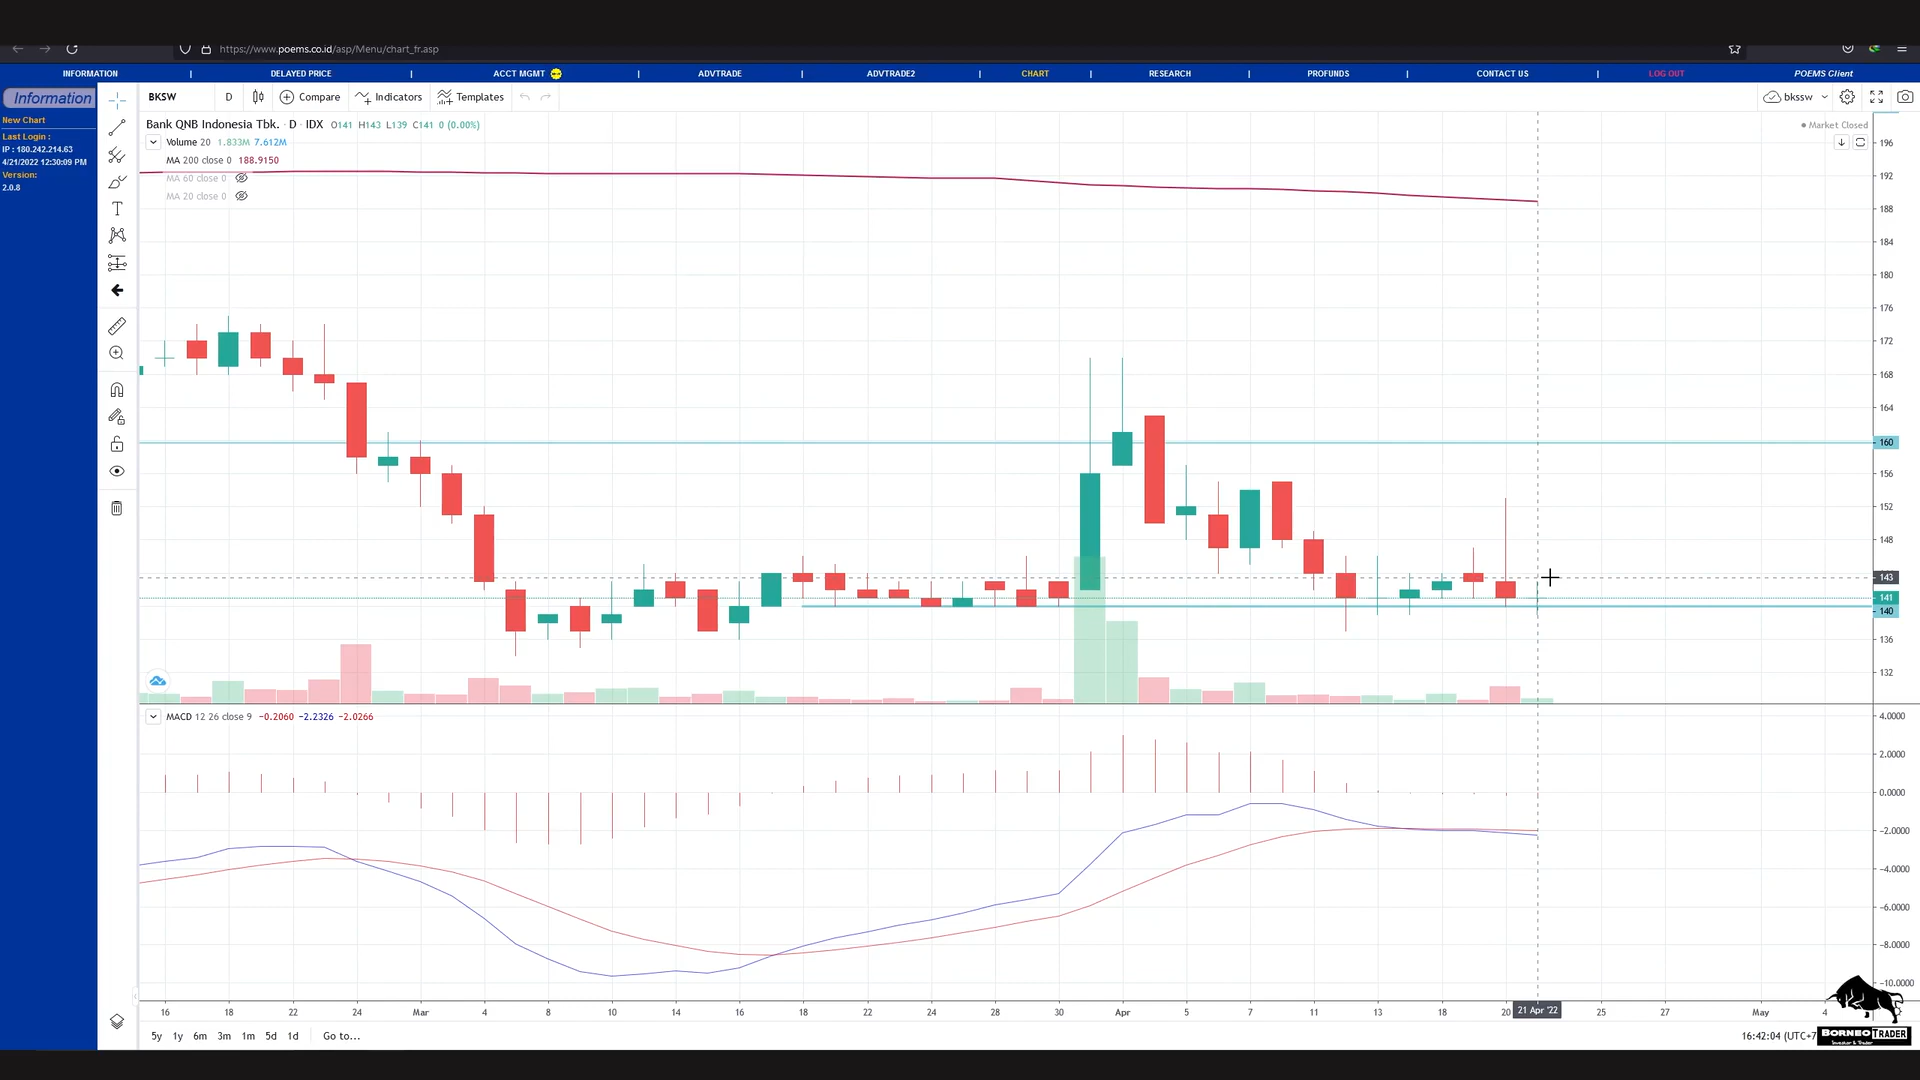 https://www.poems.co.id/asp/Menu/chart_fr.asp
INFORMATION | DELAYED PRICE | ACCT MGMT | ADVTRADE | ADVTRADE2 | CHART | RESEARCH | PROFUNDS | CONTACT US | LOG OUT POEMS Client
Information
New Chart
Last Login :
IP : 180.242.214.63
4/21/2022 12:30:09 PM
Version:
2.0.8
BKSW D Compare Indicators Templates bkssw
Bank QNB Indonesia Tbk. · D · IDX O141 H143 L139 C141 0 (0.00%)
Market Closed
Volume 20 1.833M 7.612M
MA 200 close 0 188.9150
MA 60 close 0
MA 20 close 0
196
192
188
184
180
176
172
168
164
160
156
152
148
143
141
140
136
132
MACD 12 26 close 9 −0.2060 −2.2326 −2.0266
4.0000
2.0000
0.0000
−2.0000
−4.0000
−6.0000
−8.0000
−10.0000
16 18 22 24 Mar 4 8 10 14 16 18 22 24 28 30 Apr 5 7 11 13 18 20 21 Apr '22 25 27 May 4
5y 1y 6m 3m 1m 5d 1d Go to...
16:42:04 (UTC+7
BORNEO TRADER
Investor & Trader